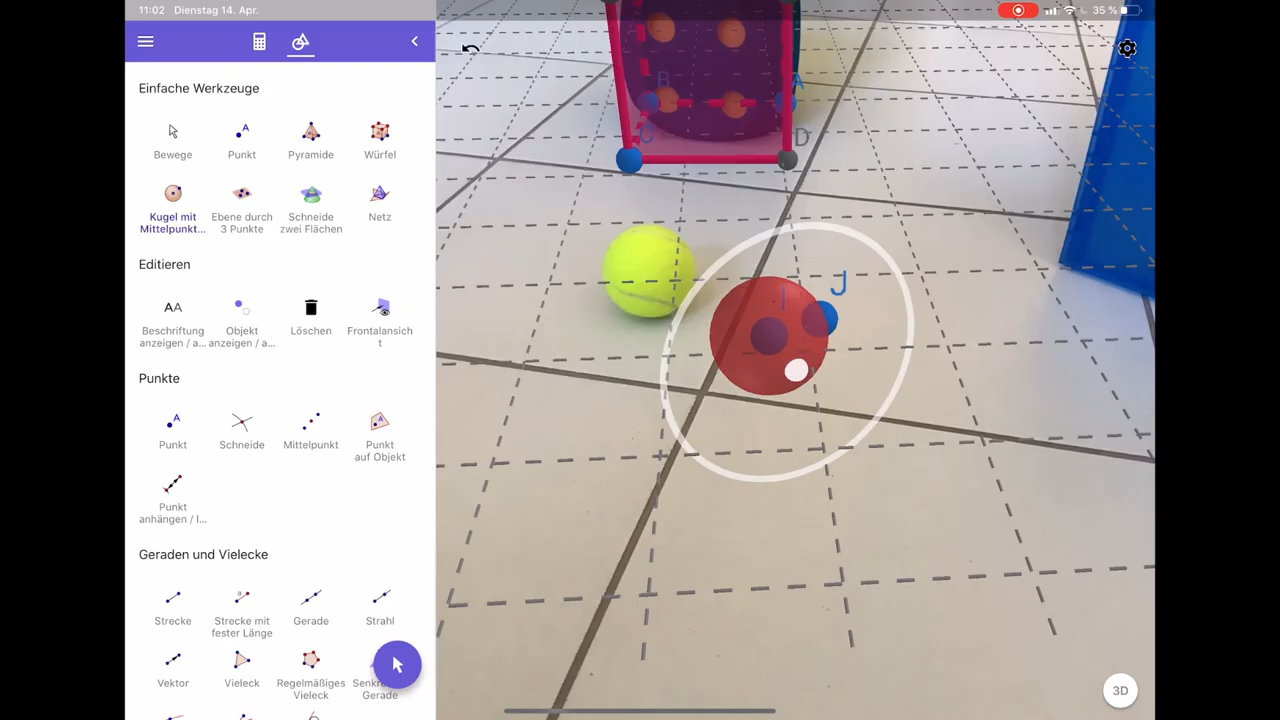 11:02 Dienstag 14. Apr.
35 %
Einfache Werkzeuge
Bewege
Punkt
Pyramide
Würfel
Kugel mit
Mittelpunkt...
Ebene durch
3 Punkte
Schneide
zwei Flächen
Netz
Editieren
AA
Beschriftung
anzeigen / a...
Objekt
anzeigen / a...
Löschen
Frontalansich
t
Punkte
A
Punkt
Schneide
Mittelpunkt
A
Punkt
auf Objekt
Punkt
anhängen / l...
Geraden und Vielecke
Strecke
a
Strecke mit
fester Länge
Gerade
Strahl
Vektor
Vieleck
Regelmäßiges
Vieleck
Senkre
Gerade
B
A
C
D
I
J
3D